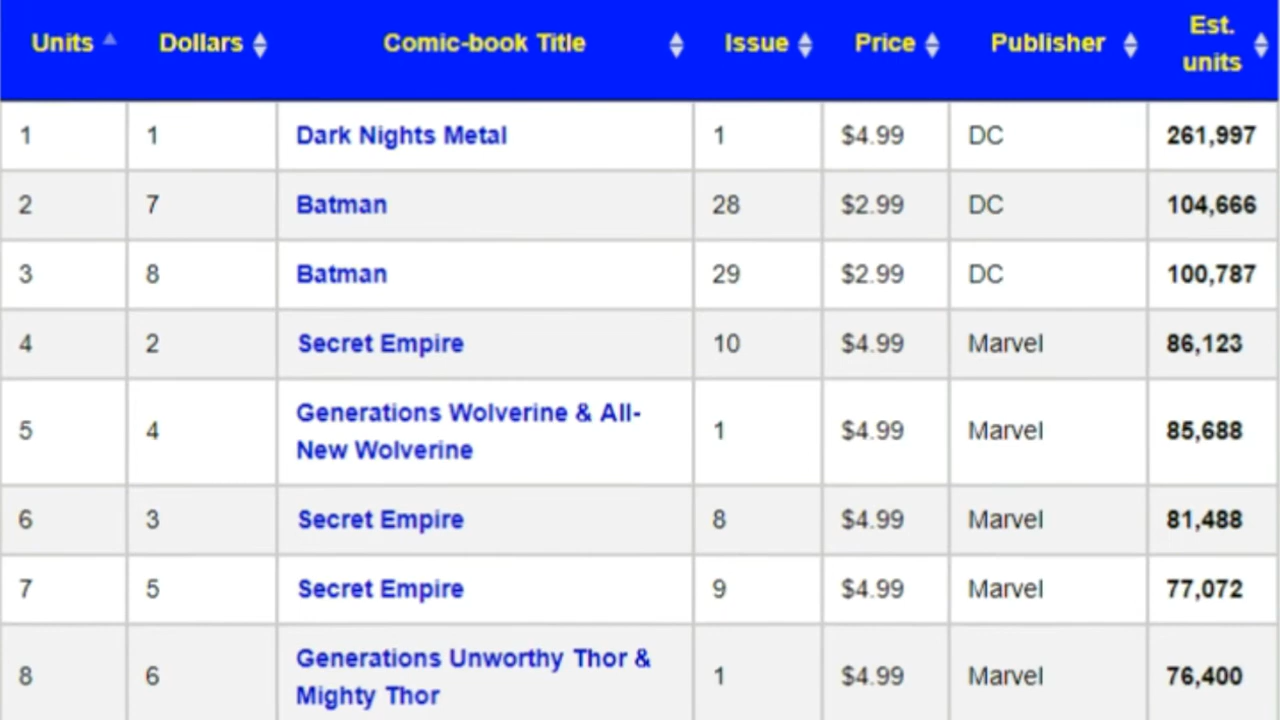 Units Dollars Comic-book Title Issue Price Publisher Est. units
1 1 Dark Nights Metal 1 $4.99 DC 261,997
2 7 Batman 28 $2.99 DC 104,666
3 8 Batman 29 $2.99 DC 100,787
4 2 Secret Empire 10 $4.99 Marvel 86,123
5 4 Generations Wolverine & All-
New Wolverine 1 $4.99 Marvel 85,688
6 3 Secret Empire 8 $4.99 Marvel 81,488
7 5 Secret Empire 9 $4.99 Marvel 77,072
8 6 Generations Unworthy Thor &
Mighty Thor 1 $4.99 Marvel 76,400